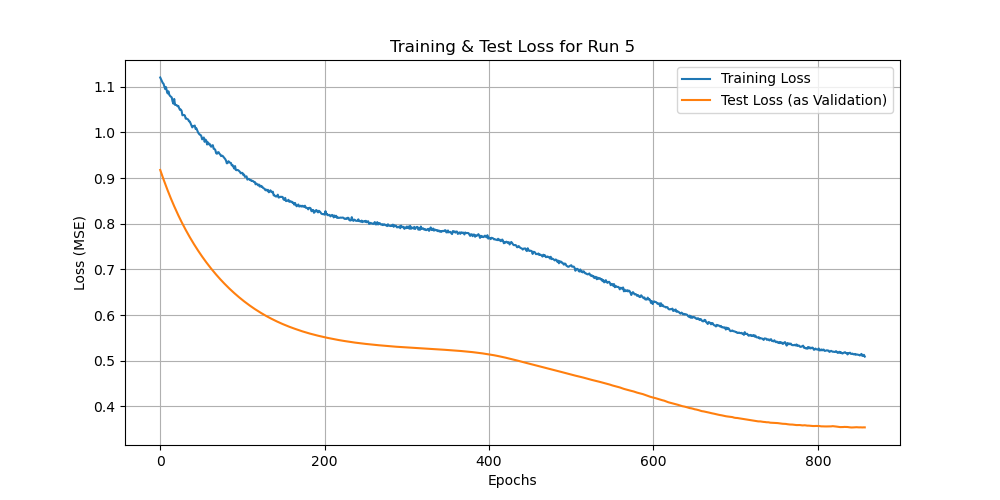 Training & Test Loss for Run 5
Training Loss
Test Loss (as Validation)
1.1
1.0
0.9
0.8
0.7
0.6
0.5
0.4
Loss (MSE)
0 200 400 600 800
Epochs